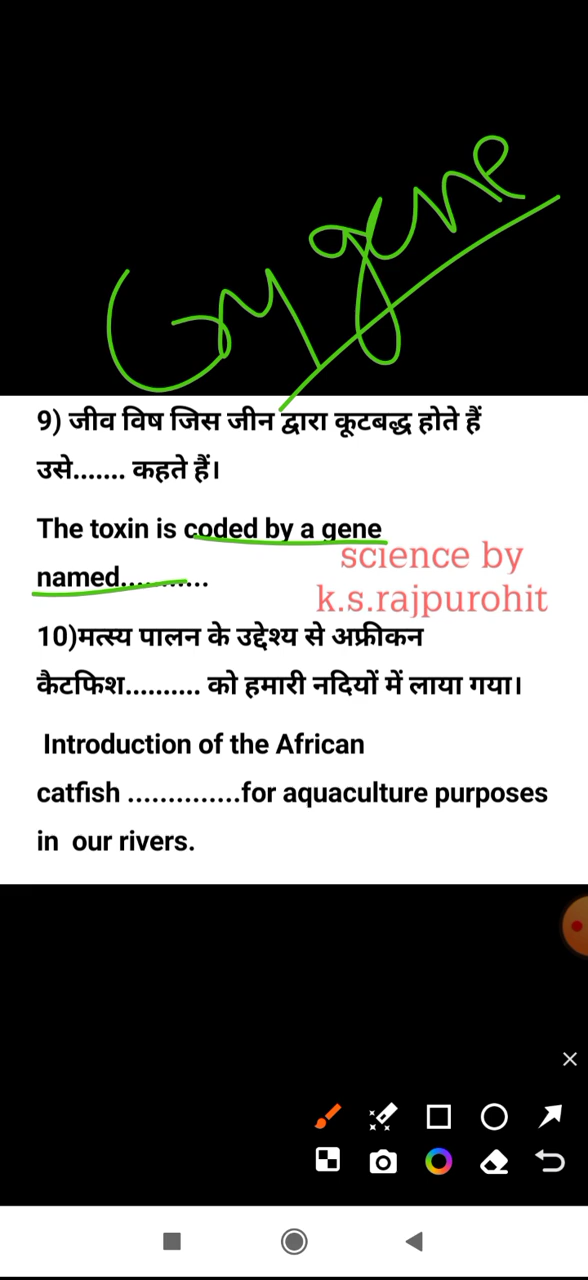 Cry gene
9) जीव विष जिस जीन द्वारा कूटबद्ध होते हैं
उसे....... कहते हैं।
The toxin is coded by a gene
named...........
science by
k.s.rajpurohit
10)मत्स्य पालन के उद्देश्य से अफ्रीकन
कैटफिश.......... को हमारी नदियों में लाया गया।
Introduction of the African
catfish ..............for aquaculture purposes
in our rivers.